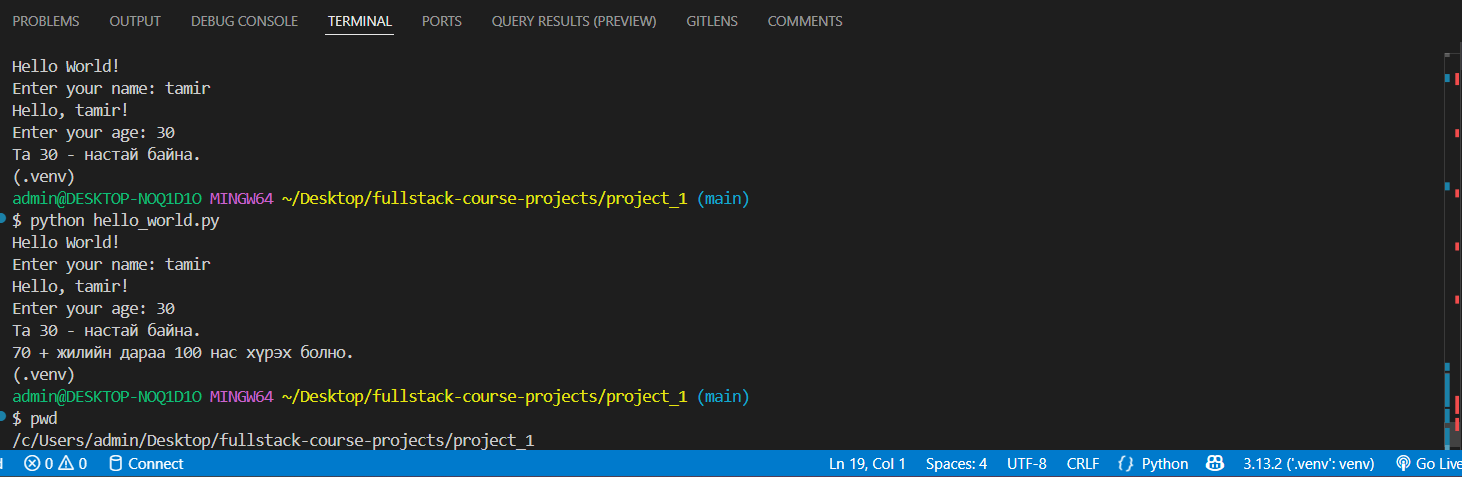 PROBLEMS OUTPUT DEBUG CONSOLE TERMINAL PORTS QUERY RESULTS (PREVIEW) GITLENS COMMENTS
Hello World!
Enter your name: tamir
Hello, tamir!
Enter your age: 30
Та 30 - настай байна.
(.venv)
admin@DESKTOP-NOQ1D1O MINGW64 ~/Desktop/fullstack-course-projects/project_1 (main)
$ python hello_world.py
Hello World!
Enter your name: tamir
Hello, tamir!
Enter your age: 30
Та 30 - настай байна.
70 + жилийн дараа 100 нас хүрэх болно.
(.venv)
admin@DESKTOP-NOQ1D1O MINGW64 ~/Desktop/fullstack-course-projects/project_1 (main)
$ pwd
/c/Users/admin/Desktop/fullstack-course-projects/project_1
0 0 Connect Ln 19, Col 1 Spaces: 4 UTF-8 CRLF {} Python 3.13.2 ('.venv': venv) Go Live